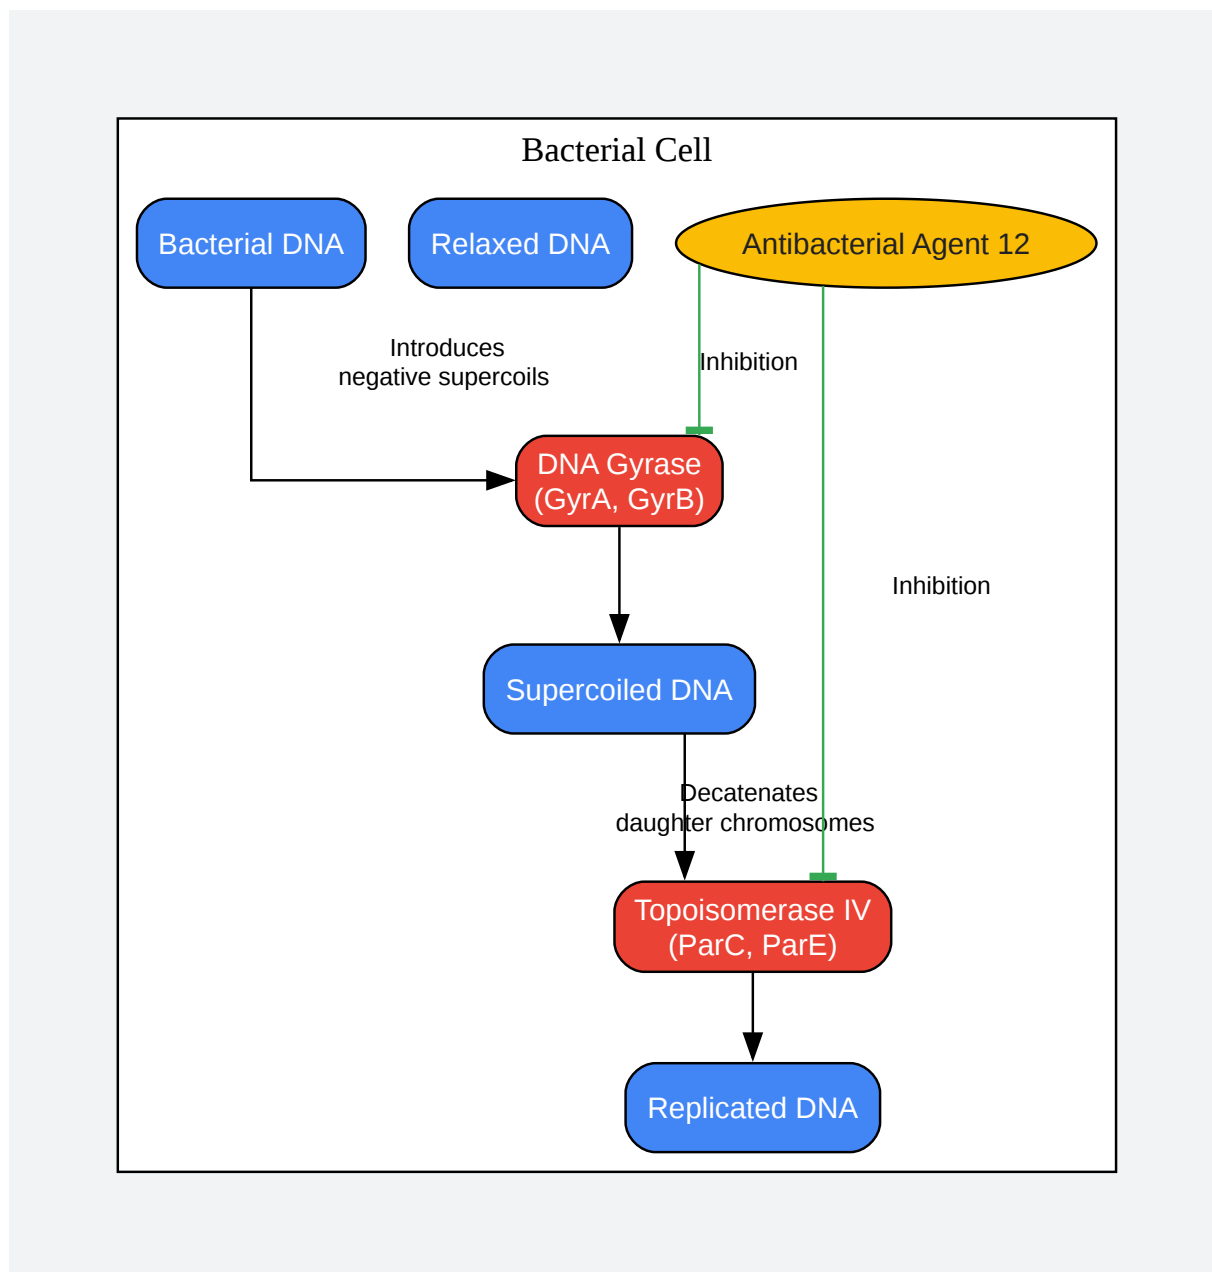 Bacterial Cell
Bacterial DNA
Relaxed DNA
Antibacterial Agent 12
Introduces
negative supercoils
Inhibition
DNA Gyrase
(GyrA, GyrB)
Inhibition
Supercoiled DNA
Decatenates
daughter chromosomes
Topoisomerase IV
(ParC, ParE)
Replicated DNA